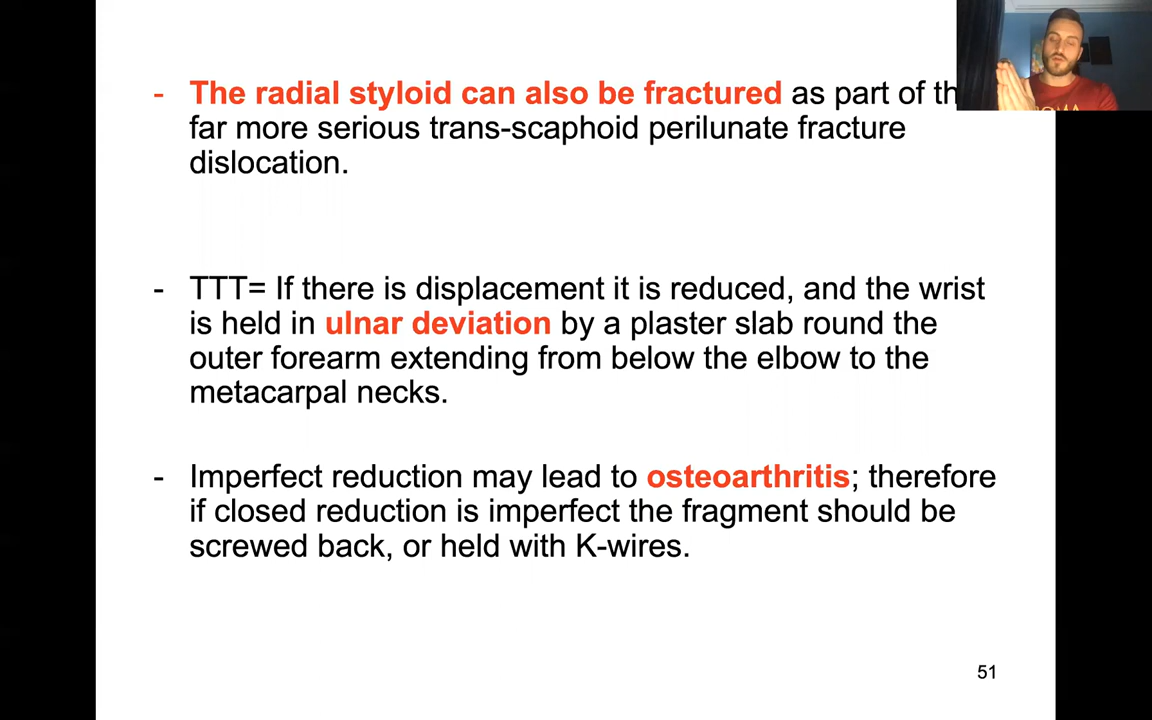 - The radial styloid can also be fractured as part of
far more serious trans-scaphoid perilunate fracture
dislocation.
- TTT= If there is displacement it is reduced, and the wrist
is held in ulnar deviation by a plaster slab round the
outer forearm extending from below the elbow to the
metacarpal necks.
- Imperfect reduction may lead to osteoarthritis; therefore
if closed reduction is imperfect the fragment should be
screwed back, or held with K-wires.
51